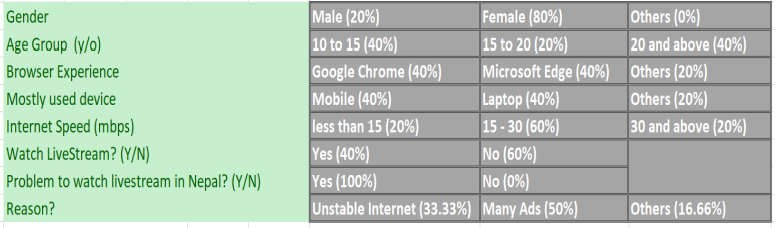 Gender Male (20%) Female (80%) Others (0%)
Age Group (y/o) 10 to 15 (40%) 15 to 20 (20%) 20 and above (40%)
Browser Experience Google Chrome (40%) Microsoft Edge (40%) Others (20%)
Mostly used device Mobile (40%) Laptop (40%) Others (20%)
Internet Speed (mbps) less than 15 (20%) 15 - 30 (60%) 30 and above (20%)
Watch LiveStream? (Y/N) Yes (40%) No (60%)
Problem to watch livestream in Nepal? (Y/N) Yes (100%) No (0%)
Reason? Unstable Internet (33.33%) Many Ads (50%) Others (16.66%)